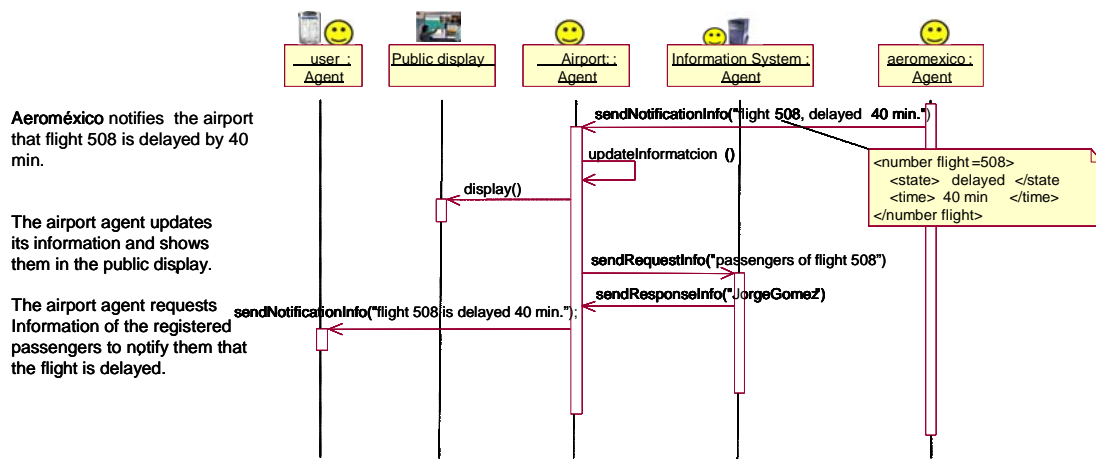 user :
Agent
Public display
Airport: :
Agent
Information System :
Agent
aeromexico :
Agent
Aeroméxico notifies the airport
that flight 508 is delayed by 40
min.
sendNotificationInfo("flight 508, delayed 40 min.")
updateInformatcion ()
<number flight =508>
<state> delayed </state
<time> 40 min </time>
</number flight>
display()
The airport agent updates
its information and shows
them in the public display.
sendRequestInfo("passengers of flight 508")
sendResponseInfo("JorgeGomez")
The airport agent requests
Information of the registered
passengers to notify them that
the flight is delayed.
sendNotificationInfo("flight 508 is delayed 40 min.");